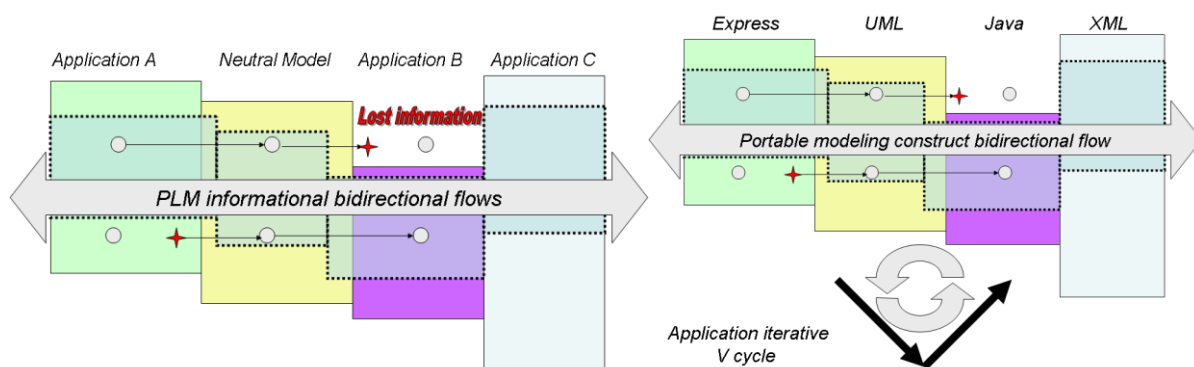 Application A
Neutral Model
Application B
Application C
Lost information
PLM informational bidirectional flows
Express
UML
Java
XML
Portable modeling construct bidirectional flow
Application iterative
V cycle